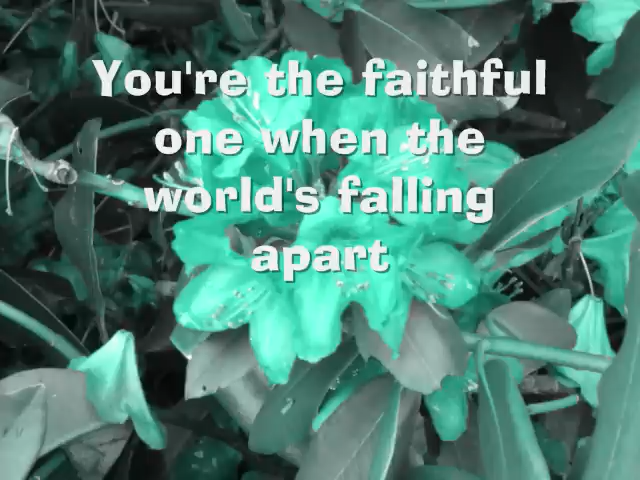 You're the faithful
one when the
world's falling
apart